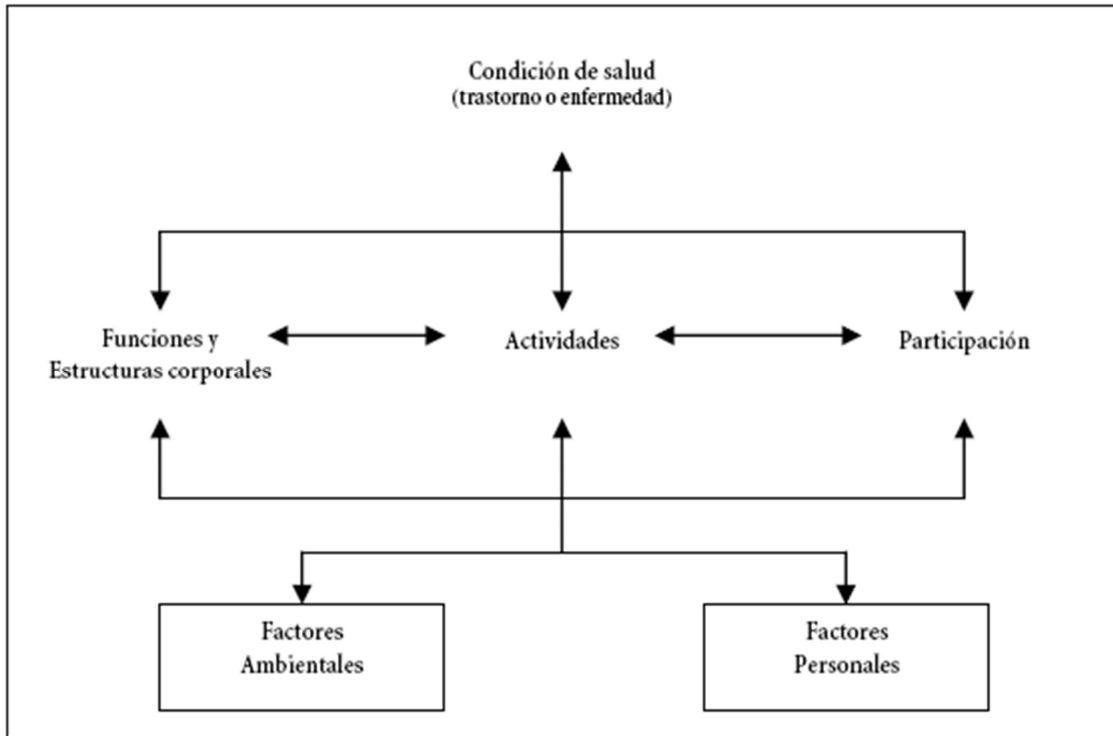 Condición de salud
(trastorno o enfermedad)
Funciones y
Estructuras corporales
Actividades
Participación
Factores
Ambientales
Factores
Personales